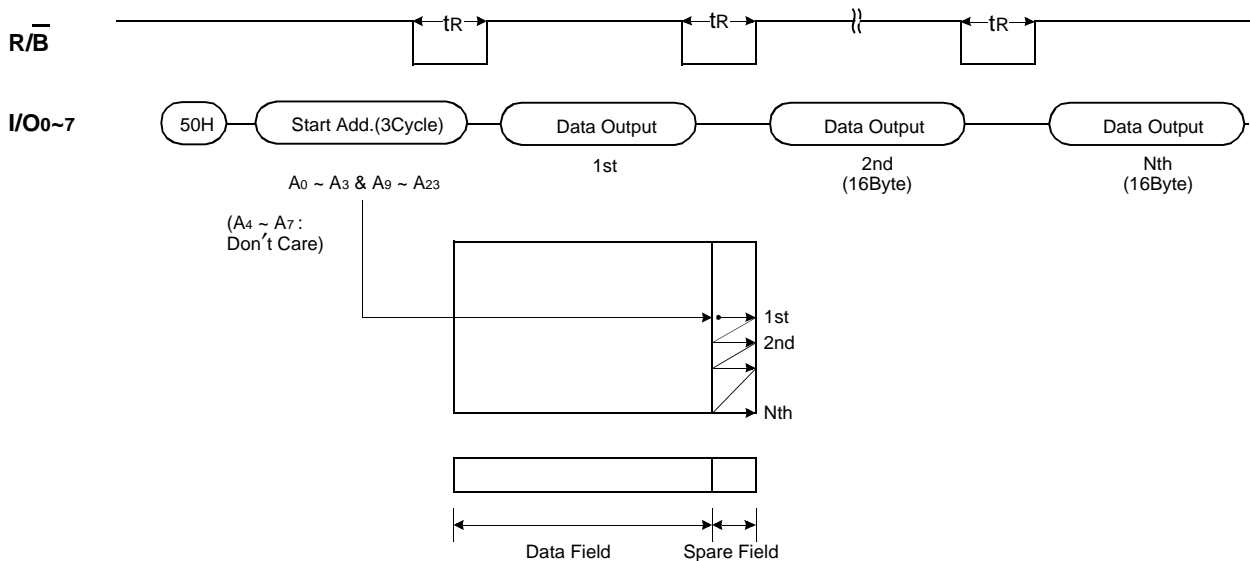 tR tR tR
R/B
I/O0~7 50H Start Add.(3Cycle) Data Output Data Output Data Output
1st 2nd Nth
(16Byte) (16Byte)
A0 ~ A3 & A9 ~ A23
(A4 ~ A7 :
Don't Care)
1st
2nd
Nth
Data Field Spare Field